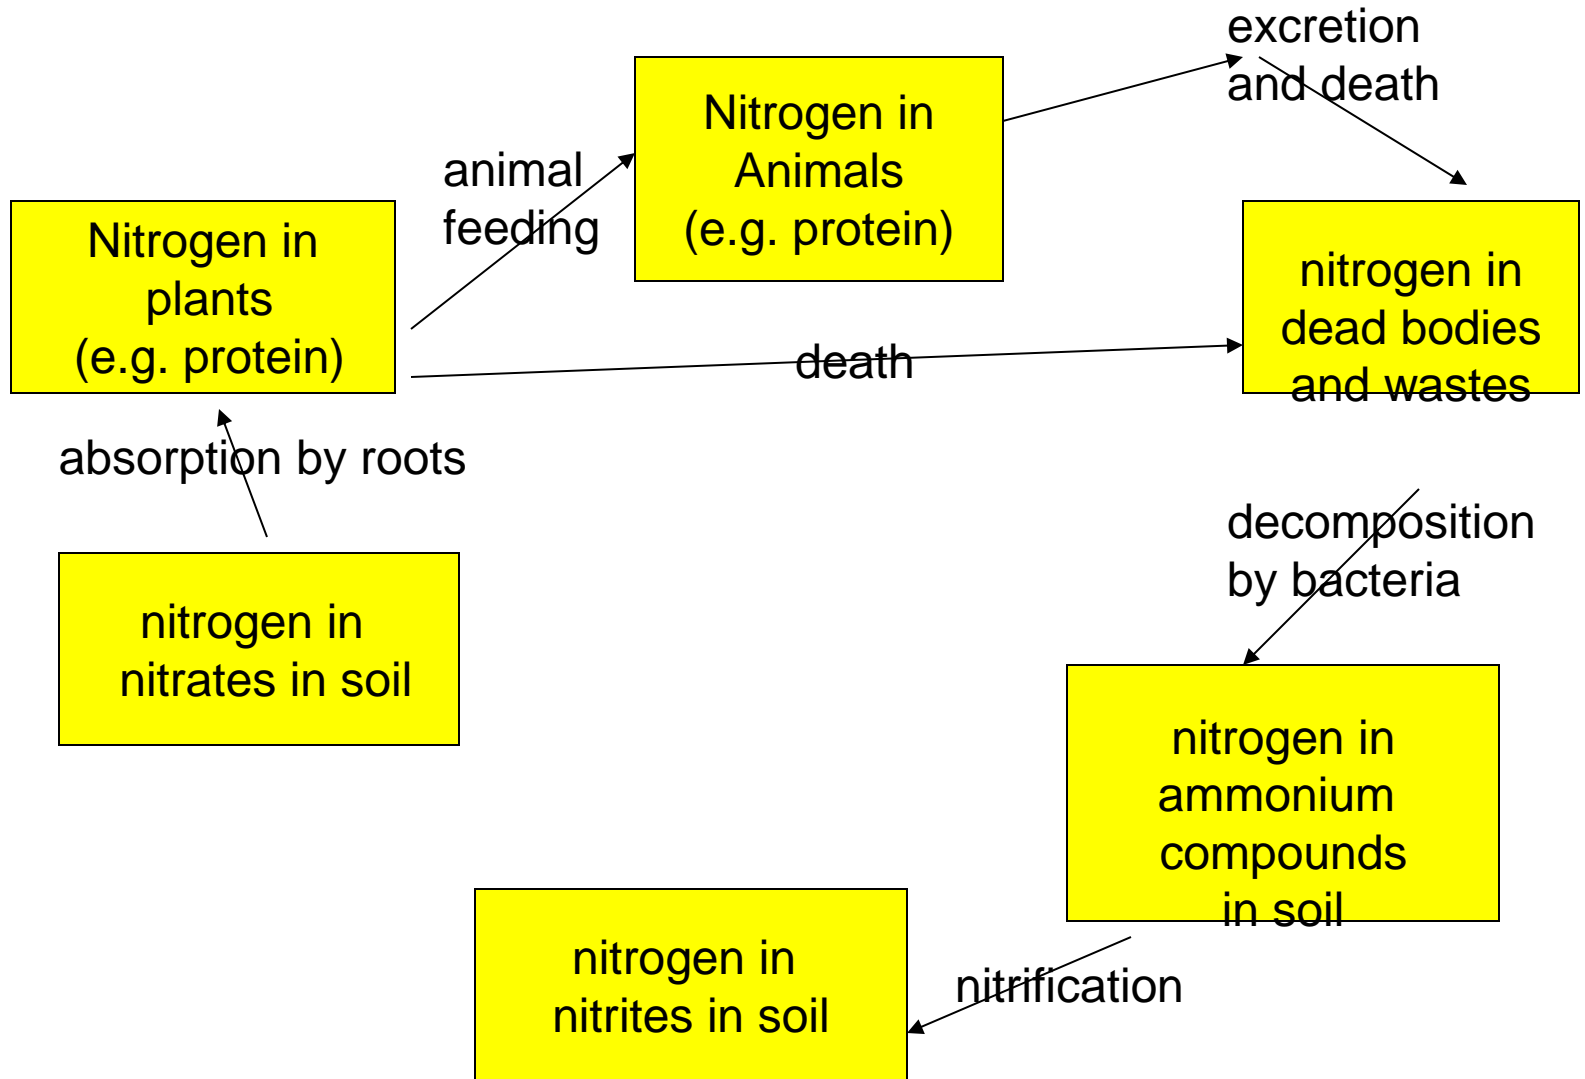 excretion
and death
Nitrogen in
Animals
(e.g. protein)
animal
feeding
Nitrogen in
plants
(e.g. protein)
nitrogen in
dead bodies
and wastes
death
absorption by roots
decomposition
by bacteria
nitrogen in
nitrates in soil
nitrogen in
ammonium
compounds
in soil
nitrogen in
nitrites in soil
nitrification